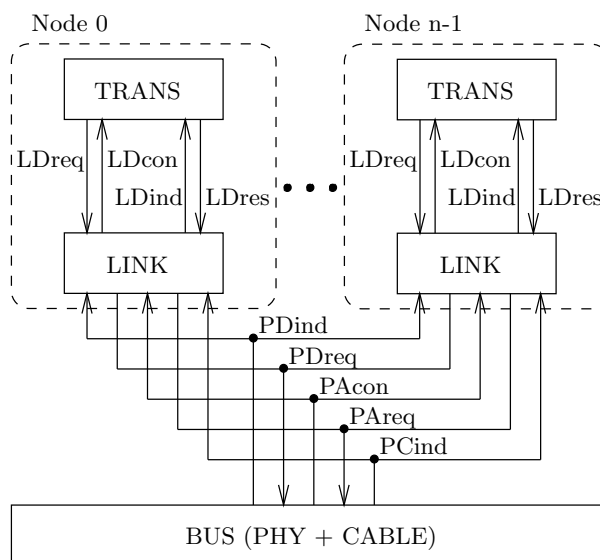 Node 0
Node n-1
TRANS
TRANS
LDreq
LDcon
LDreq
LDcon
LDind
LDres
LDind
LDres
LINK
LINK
PDind
PDreq
PAcon
PAreq
PCind
BUS (PHY + CABLE)